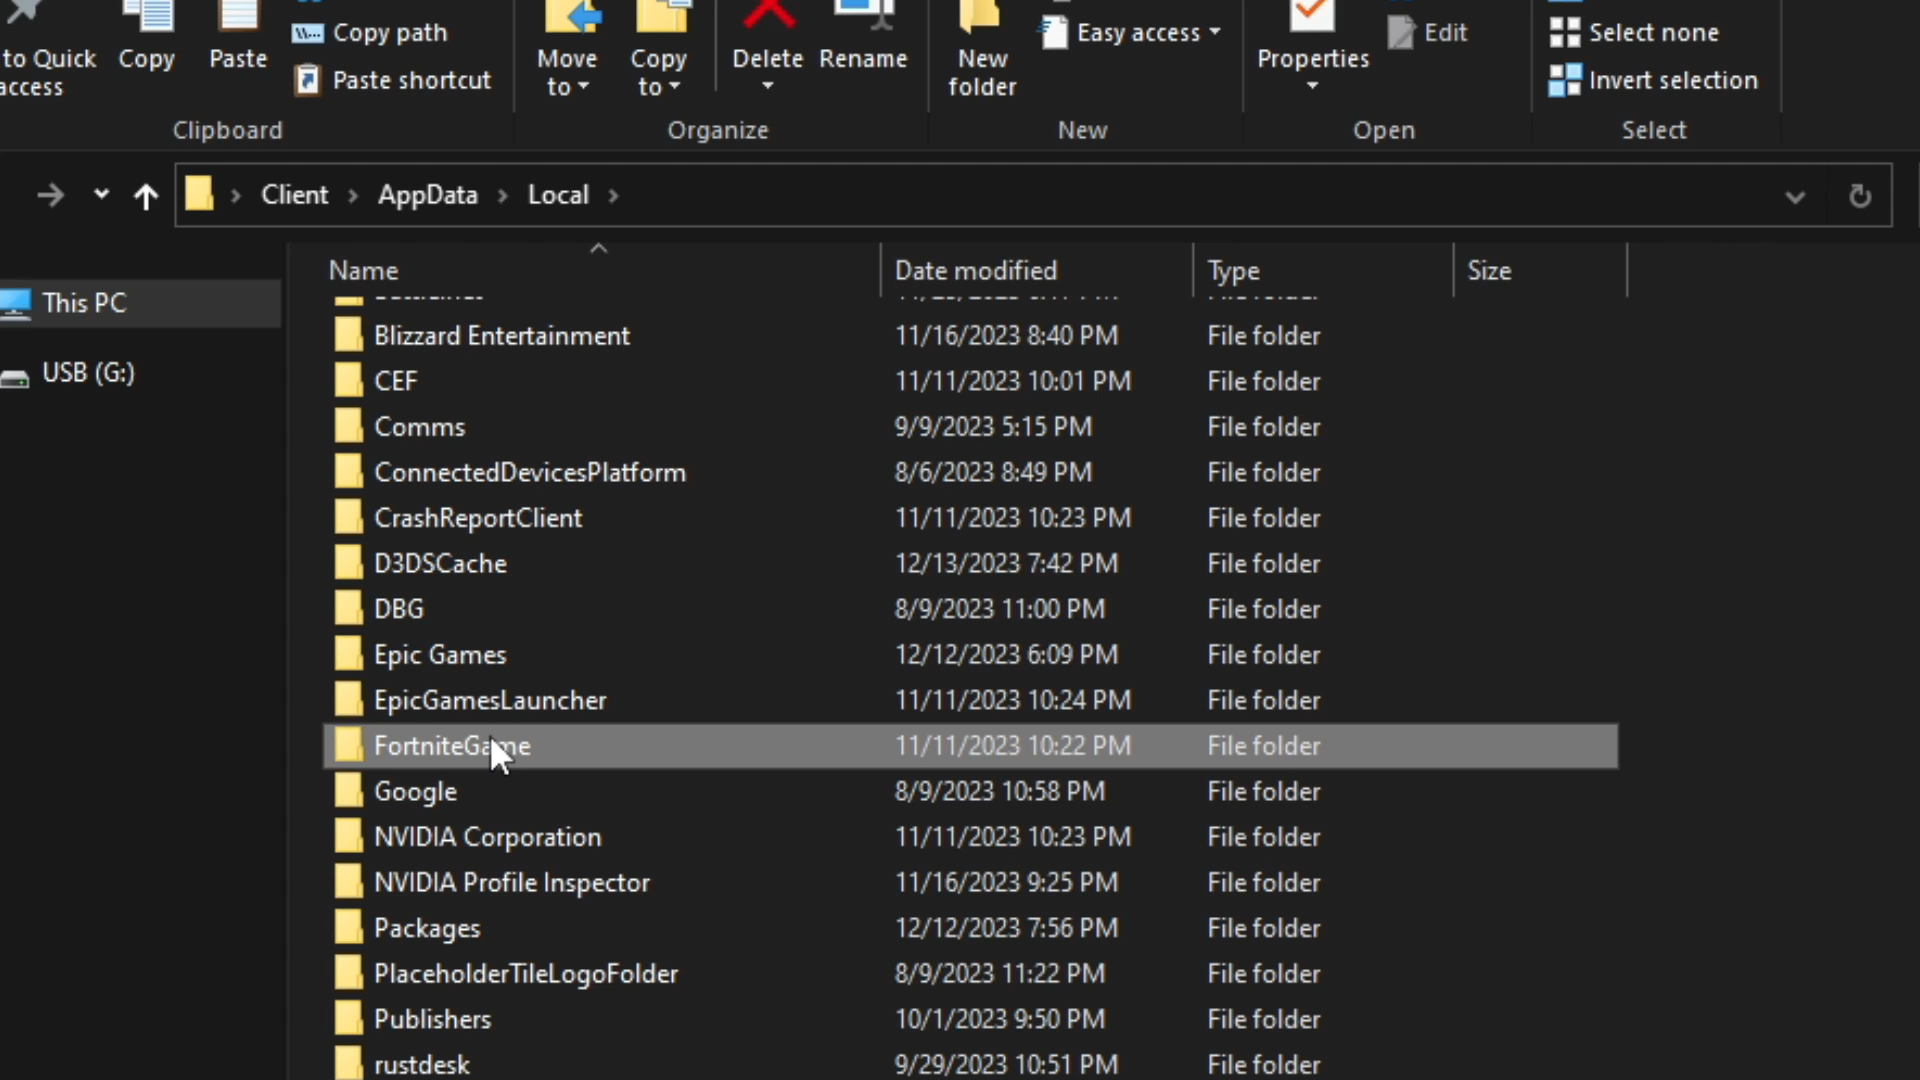 to Quick access
Copy
Paste
Copy path
Paste shortcut
Move to
Copy to
Delete
Rename
New folder
Easy access
Properties
Edit
Select none
Invert selection
Clipboard
Organize
New
Open
Select
Client AppData Local
This PC
USB (G:)
Name Date modified Type Size
Blizzard Entertainment 11/16/2023 8:40 PM File folder
CEF 11/11/2023 10:01 PM File folder
Comms 9/9/2023 5:15 PM File folder
ConnectedDevicesPlatform 8/6/2023 8:49 PM File folder
CrashReportClient 11/11/2023 10:23 PM File folder
D3DSCache 12/13/2023 7:42 PM File folder
DBG 8/9/2023 11:00 PM File folder
Epic Games 12/12/2023 6:09 PM File folder
EpicGamesLauncher 11/11/2023 10:24 PM File folder
FortniteGame 11/11/2023 10:22 PM File folder
Google 8/9/2023 10:58 PM File folder
NVIDIA Corporation 11/11/2023 10:23 PM File folder
NVIDIA Profile Inspector 11/16/2023 9:25 PM File folder
Packages 12/12/2023 7:56 PM File folder
PlaceholderTileLogoFolder 8/9/2023 11:22 PM File folder
Publishers 10/1/2023 9:50 PM File folder
rustdesk 9/29/2023 10:51 PM File folder